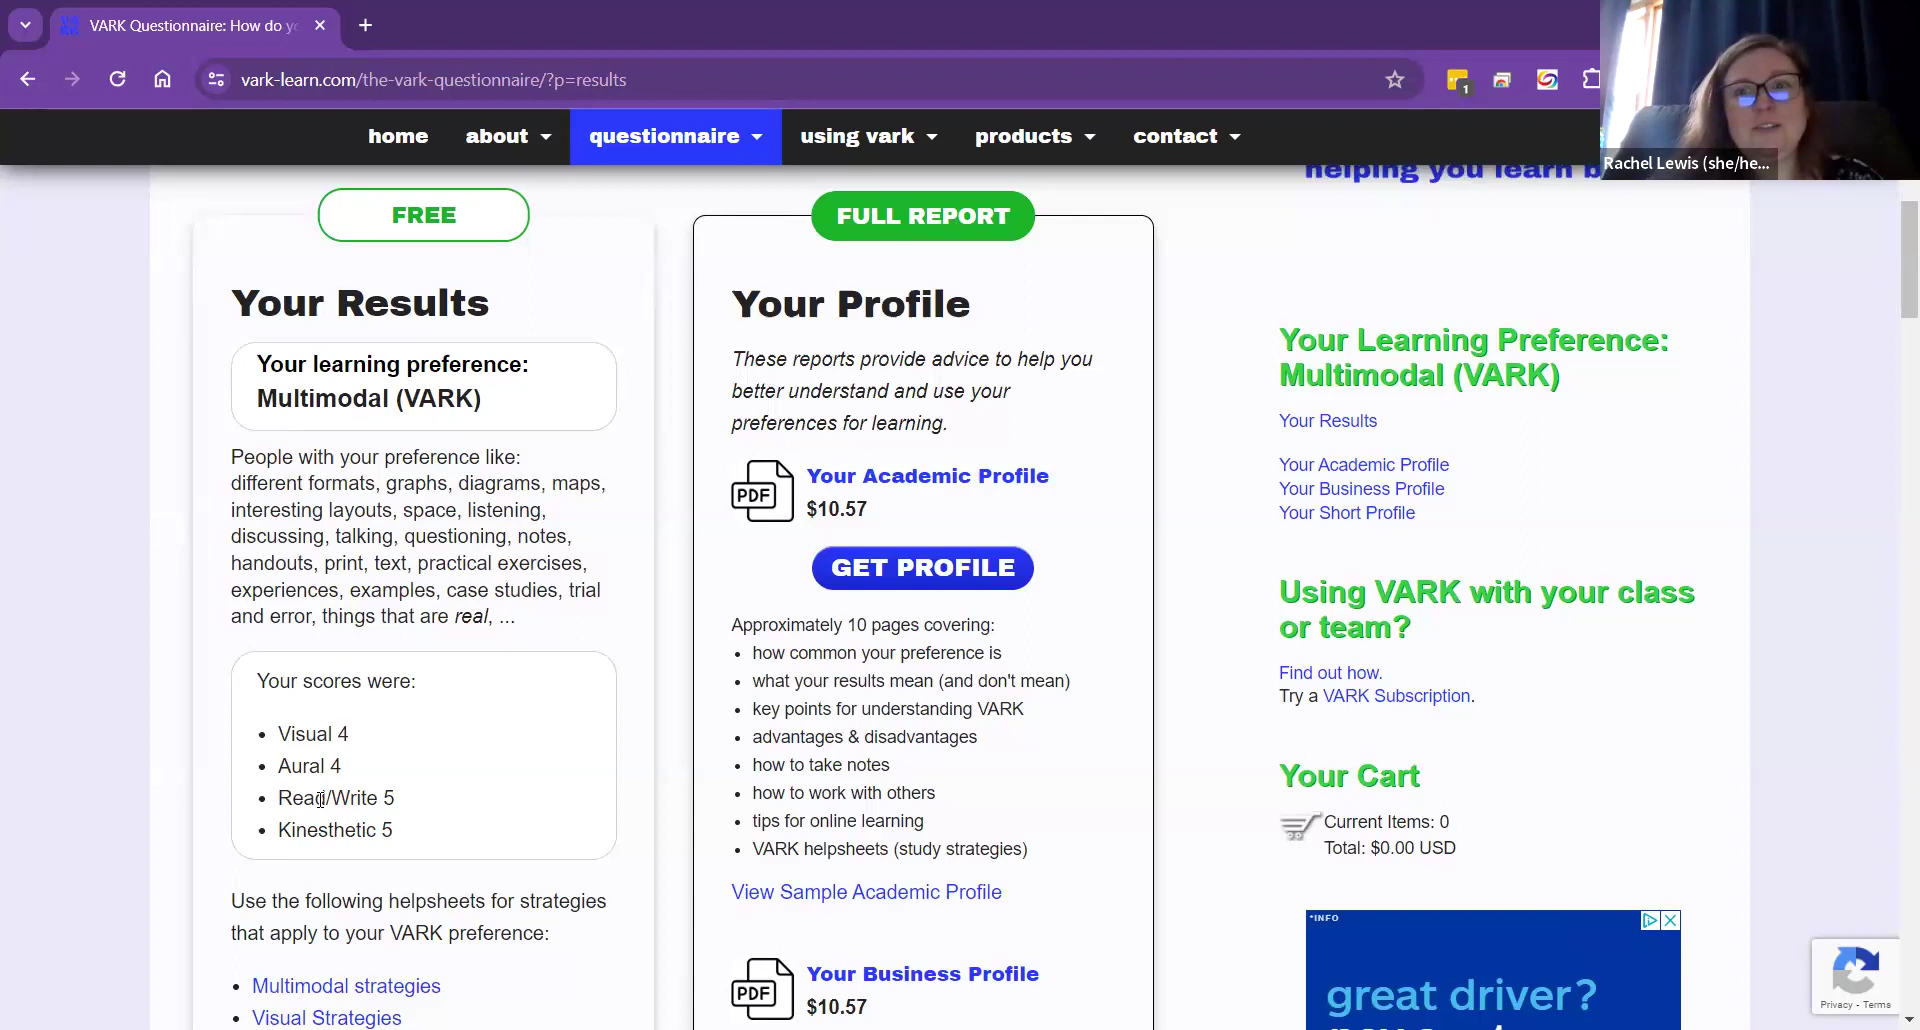 VARK Questionnaire: How do yo
vark-learn.com/the-vark-questionnaire/?p=results
1
home
about
questionnaire
using vark
products
contact
Rachel Lewis (she/he...
helping you learn b
FREE
Your Results
Your learning preference:
Multimodal (VARK)
People with your preference like:
different formats, graphs, diagrams, maps,
interesting layouts, space, listening,
discussing, talking, questioning, notes,
handouts, print, text, practical exercises,
experiences, examples, case studies, trial
and error, things that are real, ...
Your scores were:
• Visual 4
• Aural 4
• Read/Write 5
• Kinesthetic 5
Use the following helpsheets for strategies
that apply to your VARK preference:
• Multimodal strategies
• Visual Strategies
FULL REPORT
Your Profile
These reports provide advice to help you
better understand and use your
preferences for learning.
PDF
Your Academic Profile
$10.57
GET PROFILE
Approximately 10 pages covering:
• how common your preference is
• what your results mean (and don't mean)
• key points for understanding VARK
• advantages & disadvantages
• how to take notes
• how to work with others
• tips for online learning
• VARK helpsheets (study strategies)
View Sample Academic Profile
PDF
Your Business Profile
$10.57
Your Learning Preference:
Multimodal (VARK)
Your Results
Your Academic Profile
Your Business Profile
Your Short Profile
Using VARK with your class
or team?
Find out how.
Try a VARK Subscription.
Your Cart
Current Items: 0
Total: $0.00 USD
*INFO
great driver?
Privacy - Terms